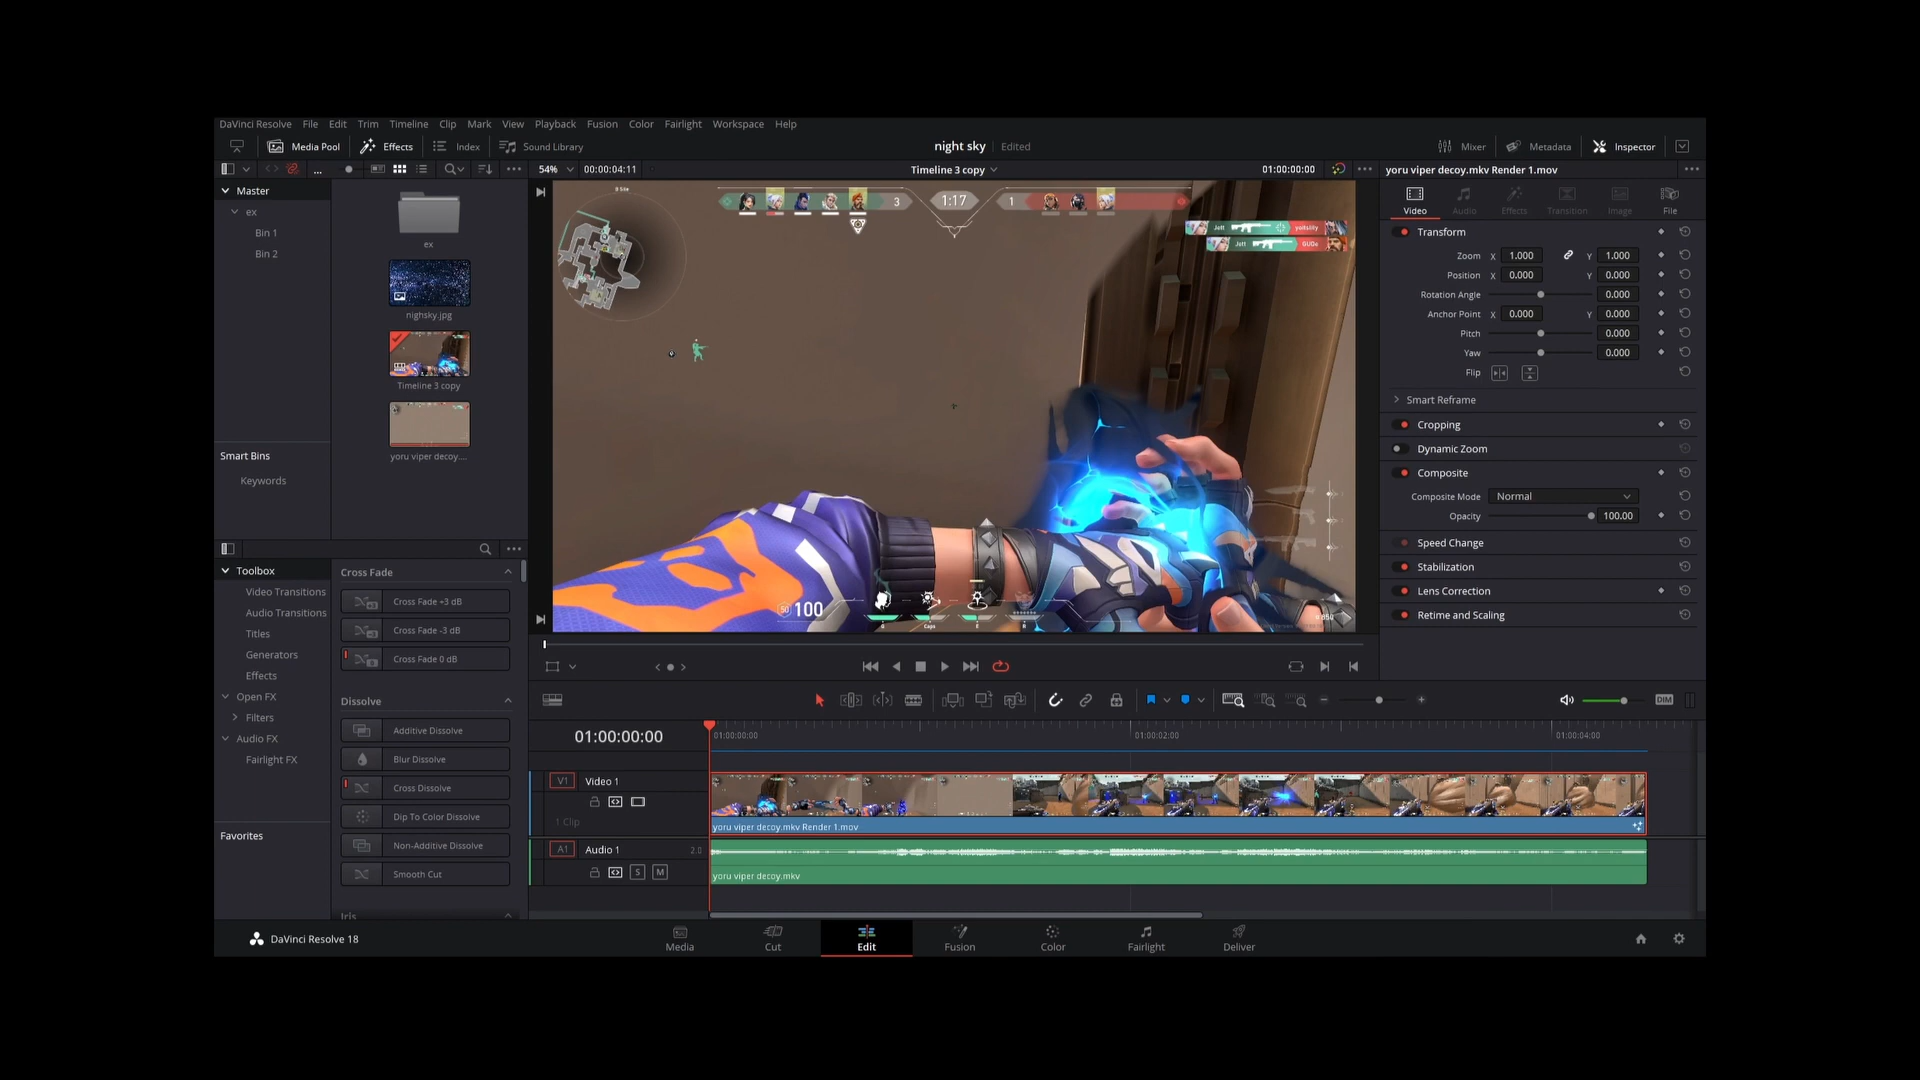 DaVinci Resolve File Edit Trim Timeline Clip Mark View Playback Fusion Color Fairlight Workspace Help
Media Pool Effects Index Sound Library night sky Edited Mixer Metadata Inspector
54% 00:00:04:11 Timeline 3 copy 01:00:00:00 yoru viper decoy.mkv Render 1.mov
Master
ex
Bin 1
Bin 2
ex
nighsky.jpg
Timeline 3 copy
yoru viper decoy....
Smart Bins
Keywords
3 1:17 1
Jott
Jott GUDe
100
Video Audio Effects Transition Image File
Transform
Zoom X 1.000 Y 1.000
Position X 0.000 Y 0.000
Rotation Angle 0.000
Anchor Point X 0.000 Y 0.000
Pitch 0.000
Yaw 0.000
Flip
Smart Reframe
Cropping
Dynamic Zoom
Composite
Composite Mode Normal
Opacity 100.00
Speed Change
Stabilization
Lens Correction
Retime and Scaling
Toolbox
Video Transitions
Audio Transitions
Titles
Generators
Effects
Open FX
Filters
Audio FX
Fairlight FX
Favorites
Cross Fade
Cross Fade +3 dB
Cross Fade -3 dB
Cross Fade 0 dB
Dissolve
Additive Dissolve
Blur Dissolve
Cross Dissolve
Dip To Color Dissolve
Non-Additive Dissolve
Smooth Cut
Iris
DIM
01:00:00:00 01:00:00:00 01:00:02:00 01:00:04:00
V1 Video 1
1 Clip
yoru viper decoy.mkv Render 1.mov
A1 Audio 1 2.0
S M
yoru viper decoy.mkv
DaVinci Resolve 18
Media Cut Edit Fusion Color Fairlight Deliver